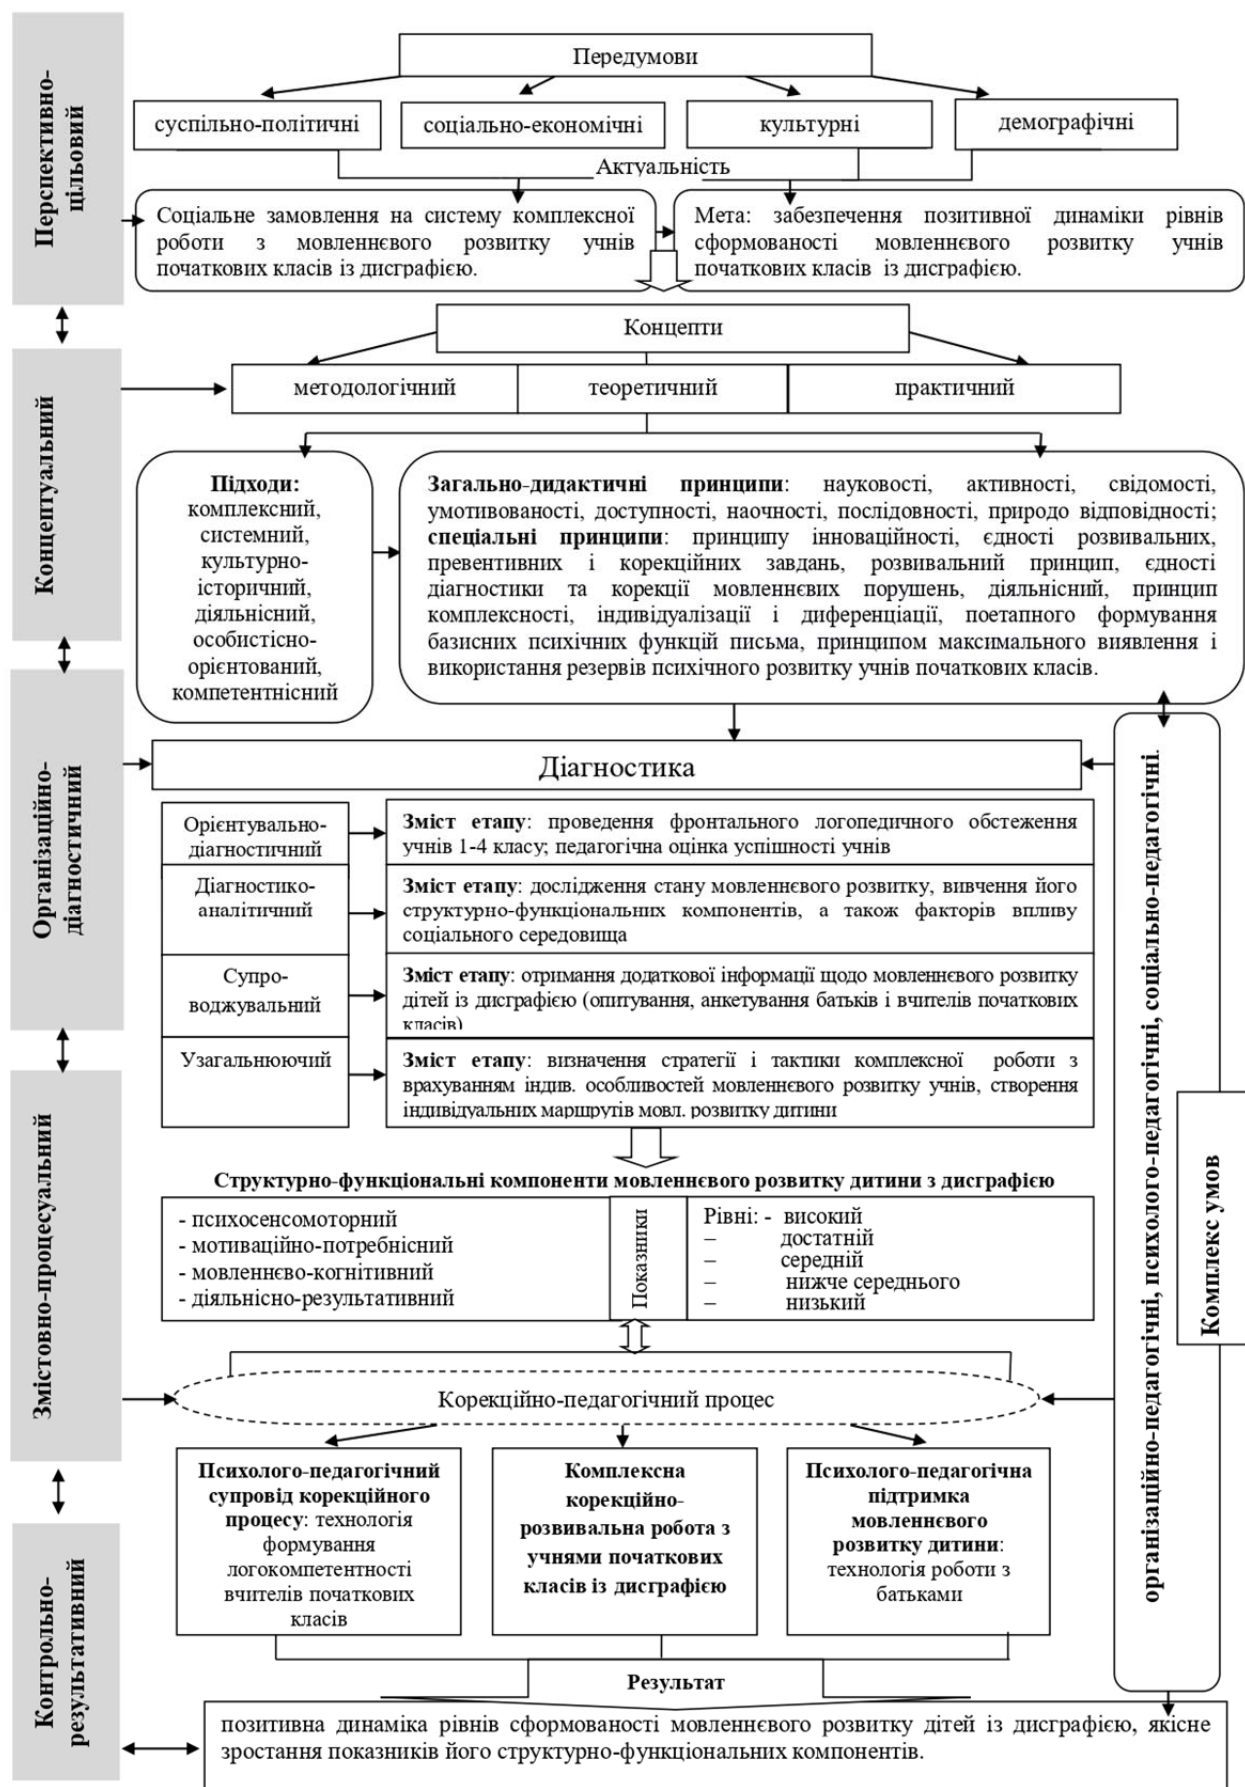 Перспективно-
цільовий
Передумови
суспільно-політичні
соціально-економічні
культурні
демографічні
Актуальність
Соціальне замовлення на систему комплексної
роботи з мовленнєвого розвитку учнів
початкових класів із дисграфією.
Мета: забезпечення позитивної динаміки рівнів
сформованості мовленнєвого розвитку учнів
початкових класів із дисграфією.
Концептуальний
Концепти
методологічний
теоретичний
практичний
Підходи:
комплексний,
системний,
культурно-
історичний,
діяльнісний,
особистісно-
орієнтований,
компетентнісний
Загально-дидактичні принципи: науковості, активності, свідомості,
умотивованості, доступності, наочності, послідовності, природо відповідності;
спеціальні принципи: принципу інноваційності, єдності розвивальних,
превентивних і корекційних завдань, розвивальний принцип, єдності
діагностики та корекції мовленнєвих порушень, діяльнісний, принцип
комплексності, індивідуалізації і диференціації, поетапного формування
базисних психічних функцій письма, принципом максимального виявлення і
використання резервів психічного розвитку учнів початкових класів.
Організаційно-
діагностичний
Діагностика
Орієнтувально-
діагностичний
Зміст етапу: проведення фронтального логопедичного обстеження
учнів 1-4 класу; педагогічна оцінка успішності учнів
Діагностико-
аналітичний
Зміст етапу: дослідження стану мовленнєвого розвитку, вивчення його
структурно-функціональних компонентів, а також факторів впливу
соціального середовища
Супро-
воджувальний
Зміст етапу: отримання додаткової інформації щодо мовленнєвого розвитку
дітей із дисграфією (опитування, анкетування батьків і вчителів початкових
класів)
Узагальнюючий
Зміст етапу: визначення стратегії і тактики комплексної роботи з
врахуванням індив. особливостей мовленнєвого розвитку учнів, створення
індивідуальних маршрутів мовл. розвитку дитини
організаційно-педагогічні, психолого-педагогічні, соціально-педагогічні.
Комплекс умов
Змістовно-процесуальний
Структурно-функціональні компоненти мовленнєвого розвитку дитини з дисграфією
- психосенсомоторний
- мотиваційно-потребнісний
- мовленнєво-когнітивний
- діяльнісно-результативний
Показники
Рівні: - високий
– достатній
– середній
– нижче середнього
– низький
Корекційно-педагогічний процес
Психолого-педагогічний
супровід корекційного
процесу: технологія
формування
логокомпетентності
вчителів початкових
класів
Комплексна
корекційно-
розвивальна робота з
учнями початкових
класів із дисграфією
Психолого-педагогічна
підтримка
мовленнєвого
розвитку дитини:
технологія роботи з
батьками
Контрольно-
результативний
Результат
позитивна динаміка рівнів сформованості мовленнєвого розвитку дітей із дисграфією, якісне
зростання показників його структурно-функціональних компонентів.